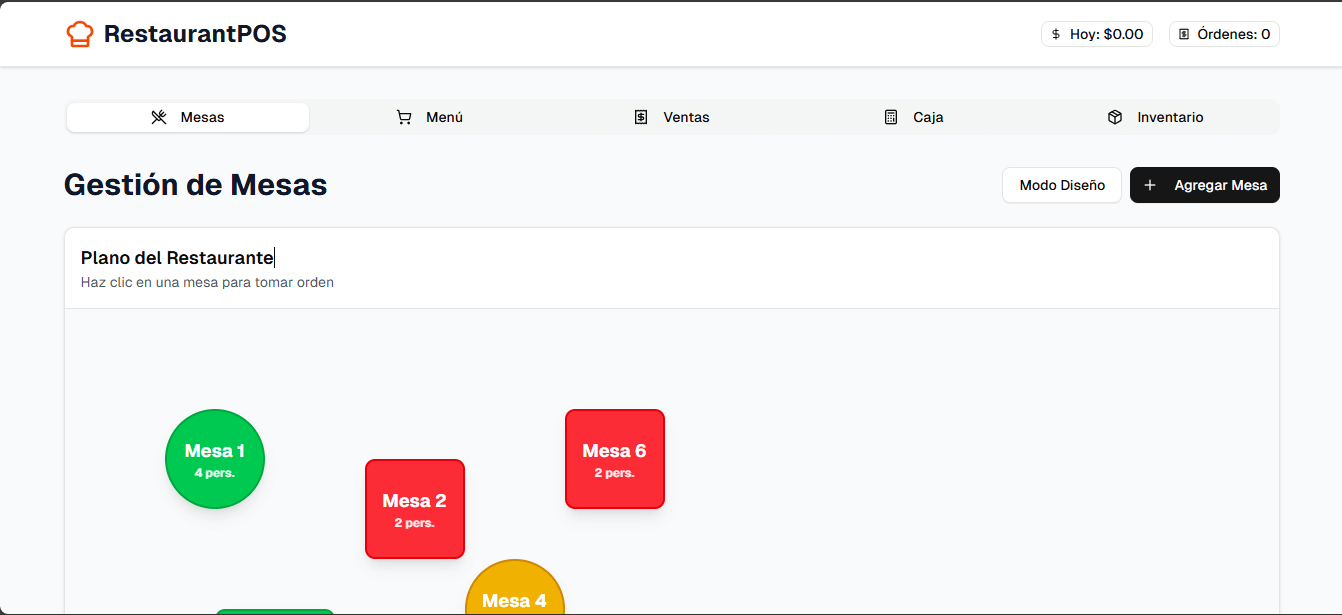 RestaurantPOS
$ Hoy: $0.00
Órdenes: 0
Mesas
Menú
Ventas
Caja
Inventario
Gestión de Mesas
Modo Diseño
+ Agregar Mesa
Plano del Restaurante
Haz clic en una mesa para tomar orden
Mesa 1
4 pers.
Mesa 6
2 pers.
Mesa 2
2 pers.
Mesa 4